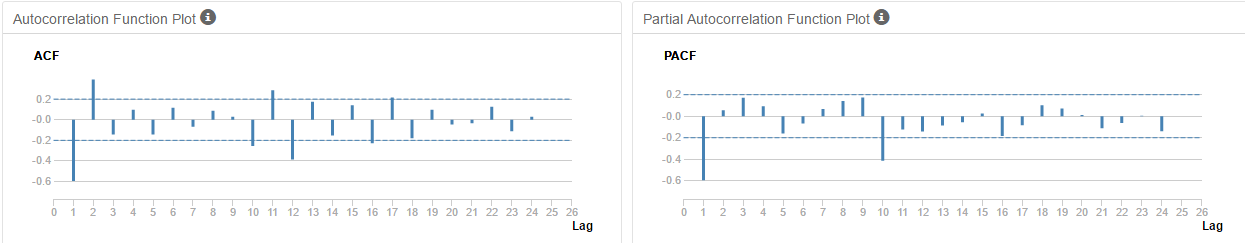 Autocorrelation Function Plot
ACF
0.2
-0.0
-0.2
-0.4
-0.6
0 1 2 3 4 5 6 7 8 9 10 11 12 13 14 15 16 17 18 19 20 21 22 23 24 25 26
Lag
Partial Autocorrelation Function Plot
PACF
0.2
-0.0
-0.2
-0.4
-0.6
0 1 2 3 4 5 6 7 8 9 10 11 12 13 14 15 16 17 18 19 20 21 22 23 24 25 26
Lag